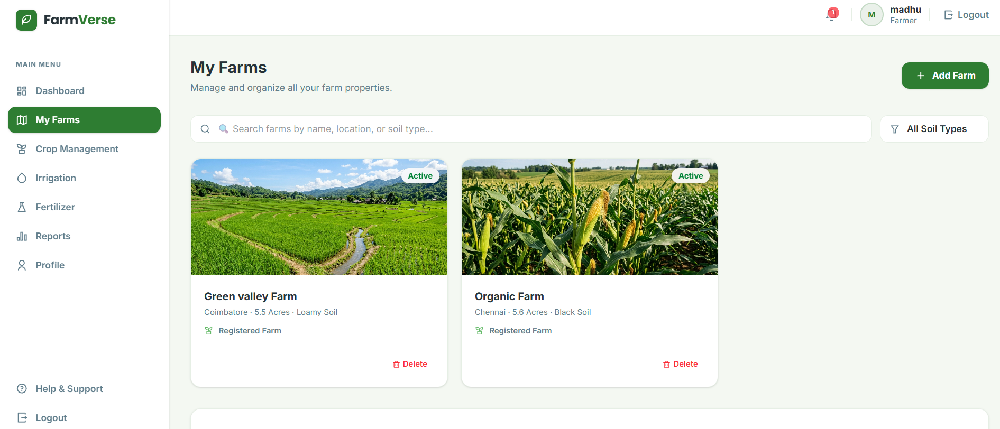 FarmVerse
1
M
madhu
Farmer
Logout
MAIN MENU
Dashboard
My Farms
Crop Management
Irrigation
Fertilizer
Reports
Profile
Help & Support
Logout
My Farms
Manage and organize all your farm properties.
+ Add Farm
🔍 Search farms by name, location, or soil type...
All Soil Types
Active
Green valley Farm
Coimbatore · 5.5 Acres · Loamy Soil
Registered Farm
Delete
Active
Organic Farm
Chennai · 5.6 Acres · Black Soil
Registered Farm
Delete